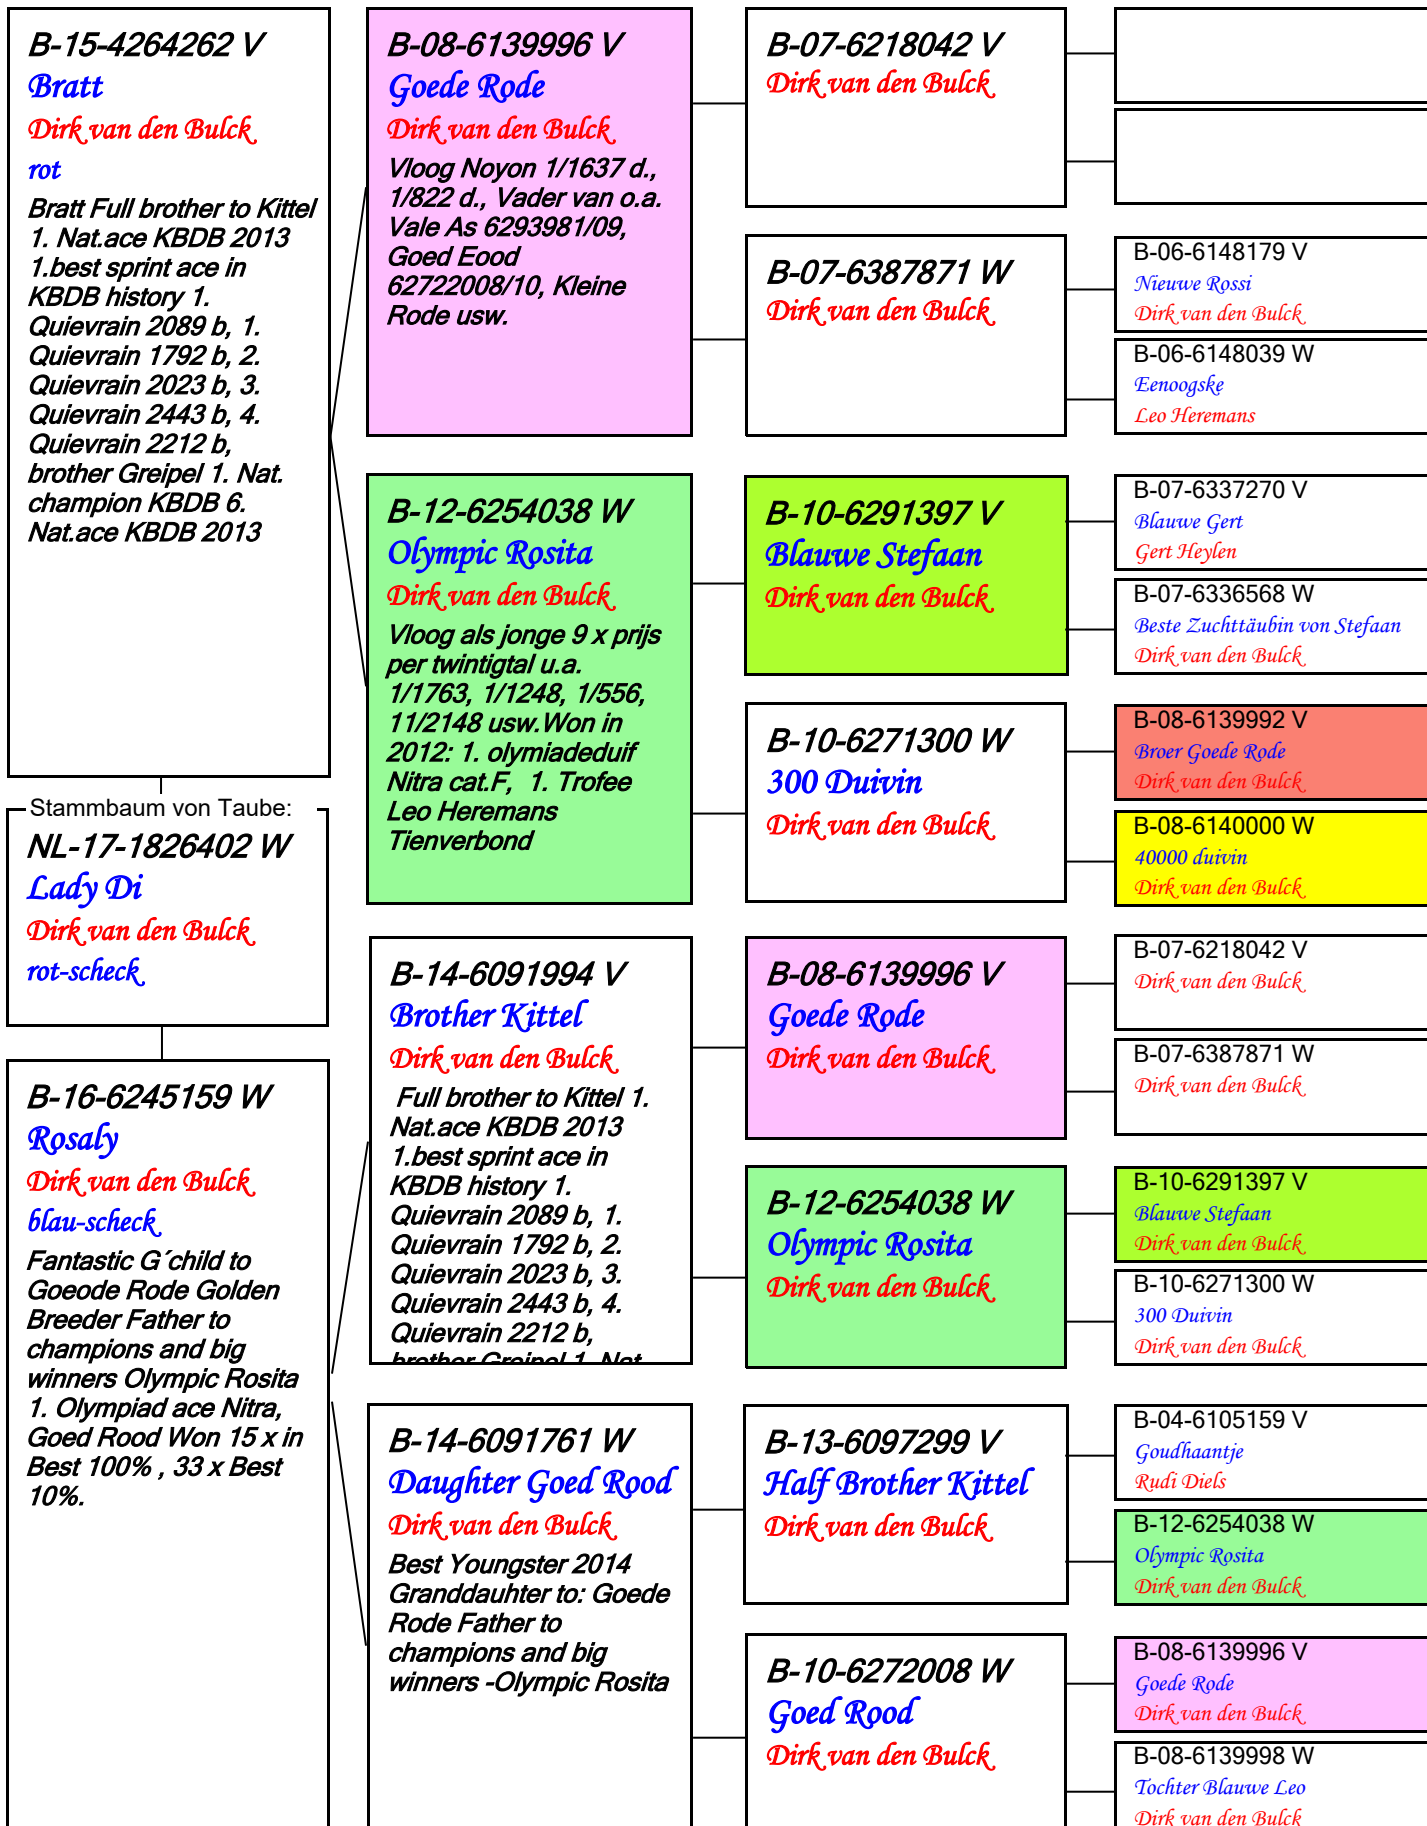 B-15-4264262 V
Bratt
Dirk van den Bulck
rot
Bratt Full brother to Kittel
1. Nat.ace KBDB 2013
1.best sprint ace in
KBDB history 1.
Quievrain 2089 b, 1.
Quievrain 1792 b, 2.
Quievrain 2023 b, 3.
Quievrain 2443 b, 4.
Quievrain 2212 b,
brother Greipel 1. Nat.
champion KBDB 6.
Nat.ace KBDB 2013
Stammbaum von Taube:
NL-17-1826402 W
Lady Di
Dirk van den Bulck
rot-scheck
B-16-6245159 W
Rosaly
Dirk van den Bulck
blau-scheck
Fantastic G´child to
Goeode Rode Golden
Breeder Father to
champions and big
winners Olympic Rosita
1. Olympiad ace Nitra,
Goed Rood Won 15 x in
Best 100% , 33 x Best
10%.
B-08-6139996 V
Goede Rode
Dirk van den Bulck
Vloog Noyon 1/1637 d.,
1/822 d., Vader van o.a.
Vale As 6293981/09,
Goed Eood
62722008/10, Kleine
Rode usw.
B-12-6254038 W
Olympic Rosita
Dirk van den Bulck
Vloog als jonge 9 x prijs
per twintigtal u.a.
1/1763, 1/1248, 1/556,
11/2148 usw.Won in
2012: 1. olymiadeduif
Nitra cat.F,  1. Trofee
Leo Heremans
Tienverbond
B-14-6091994 V
Brother Kittel
Dirk van den Bulck
Full brother to Kittel 1.
Nat.ace KBDB 2013
1.best sprint ace in
KBDB history 1.
Quievrain 2089 b, 1.
Quievrain 1792 b, 2.
Quievrain 2023 b, 3.
Quievrain 2443 b, 4.
Quievrain 2212 b,
brother Greipel 1. Nat.
B-14-6091761 W
Daughter Goed Rood
Dirk van den Bulck
Best Youngster 2014
Granddauhter to: Goede
Rode Father to
champions and big
winners -Olympic Rosita
B-07-6218042 V
Dirk van den Bulck
B-07-6387871 W
Dirk van den Bulck
B-10-6291397 V
Blauwe Stefaan
Dirk van den Bulck
B-10-6271300 W
300 Duivin
Dirk van den Bulck
B-08-6139996 V
Goede Rode
Dirk van den Bulck
B-12-6254038 W
Olympic Rosita
Dirk van den Bulck
B-13-6097299 V
Half Brother Kittel
Dirk van den Bulck
B-10-6272008 W
Goed Rood
Dirk van den Bulck
B-06-6148179 V
Nieuwe Rossi
Dirk van den Bulck
B-06-6148039 W
Eenoogske
Leo Heremans
B-07-6337270 V
Blauwe Gert
Gert Heylen
B-07-6336568 W
Beste Zuchttäubin von Stefaan
Dirk van den Bulck
B-08-6139992 V
Broer Goede Rode
Dirk van den Bulck
B-08-6140000 W
40000 duivin
Dirk van den Bulck
B-07-6218042 V
Dirk van den Bulck
B-07-6387871 W
Dirk van den Bulck
B-10-6291397 V
Blauwe Stefaan
Dirk van den Bulck
B-10-6271300 W
300 Duivin
Dirk van den Bulck
B-04-6105159 V
Goudhaantje
Rudi Diels
B-12-6254038 W
Olympic Rosita
Dirk van den Bulck
B-08-6139996 V
Goede Rode
Dirk van den Bulck
B-08-6139998 W
Tochter Blauwe Leo
Dirk van den Bulck